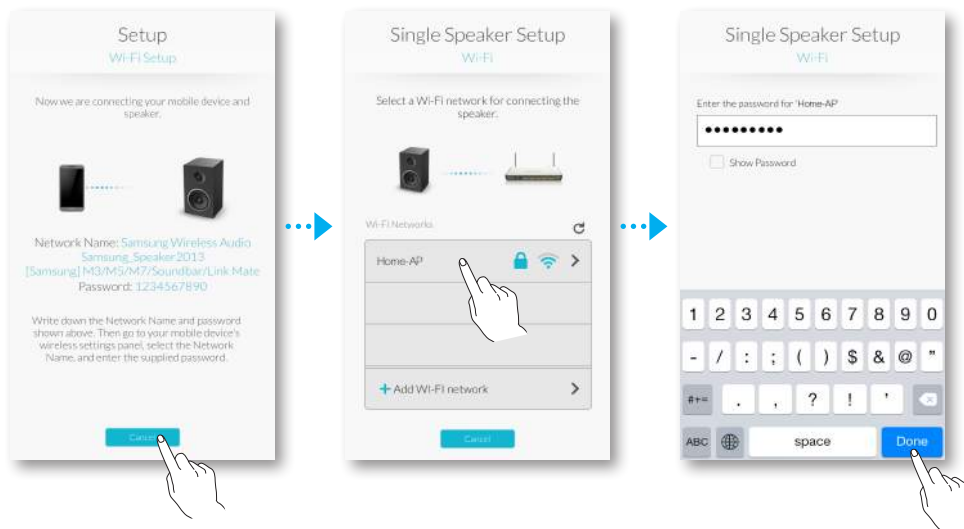 Setup
Wi-Fi Setup
Now we are connecting your mobile device and
speaker.
Network Name: Samsung Wireless Audio
Samsung_Speaker2013
[Samsung] M3/M5/M7/Soundbar/Link Mate
Password: 1234567890
Write down the Network Name and password
shown above. Then go to your mobile device's
wireless settings panel, select the Network
Name, and enter the supplied password.
Cancel
Single Speaker Setup
Wi-Fi
Select a Wi-Fi network for connecting the
speaker.
Wi-Fi Networks
Home-AP
+ Add Wi-Fi network
Cancel
Single Speaker Setup
Wi-Fi
Enter the password for 'Home-AP'
•••••••••
Show Password
1 2 3 4 5 6 7 8 9 0
- / : ; ( ) $ & @ "
#+= . , ? ! '
ABC space Done